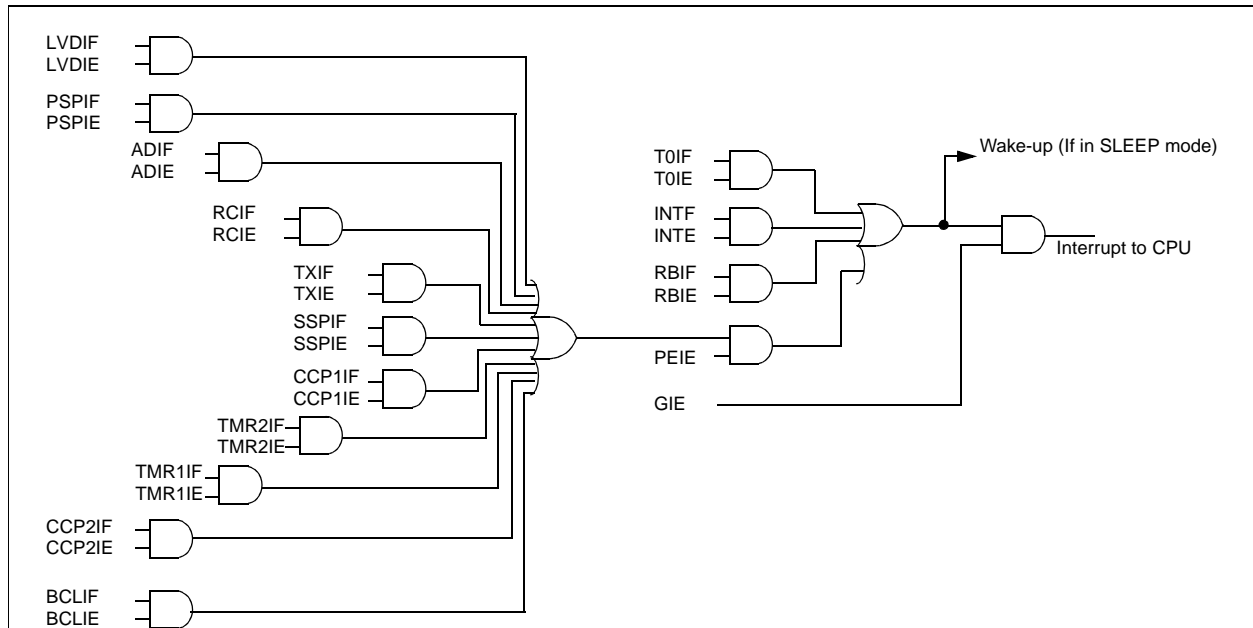 LVDIF
LVDIE
PSPIF
PSPIE
ADIF
ADIE
RCIF
RCIE
TXIF
TXIE
SSPIF
SSPIE
CCP1IF
CCP1IE
TMR2IF
TMR2IE
TMR1IF
TMR1IE
CCP2IF
CCP2IE
BCLIF
BCLIE
T0IF
T0IE
INTF
INTE
RBIF
RBIE
PEIE
GIE
Wake-up (If in SLEEP mode)
Interrupt to CPU